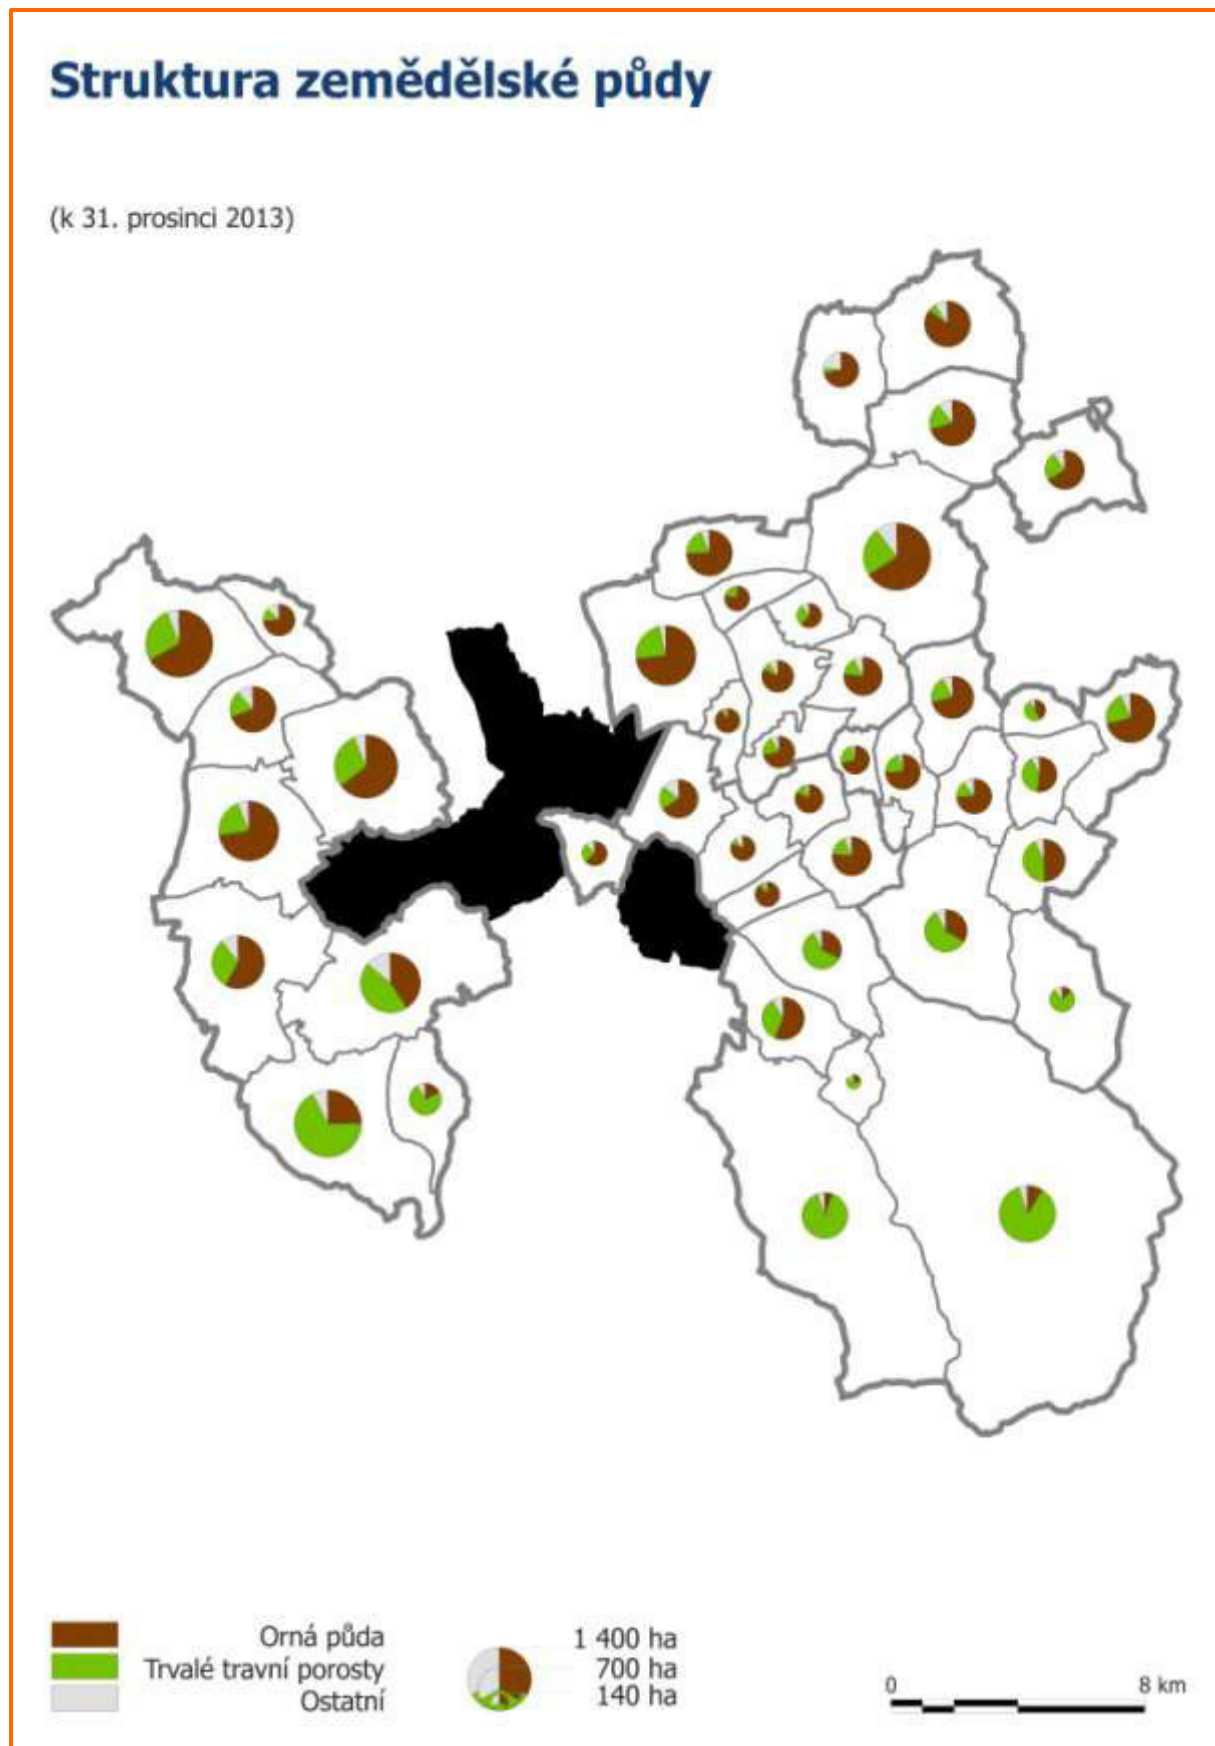 Struktura zemědělské půdy
(k 31. prosinci 2013)
Orná půda
Trvalé travní porosty
Ostatní
1 400 ha
700 ha
140 ha
0 8 km